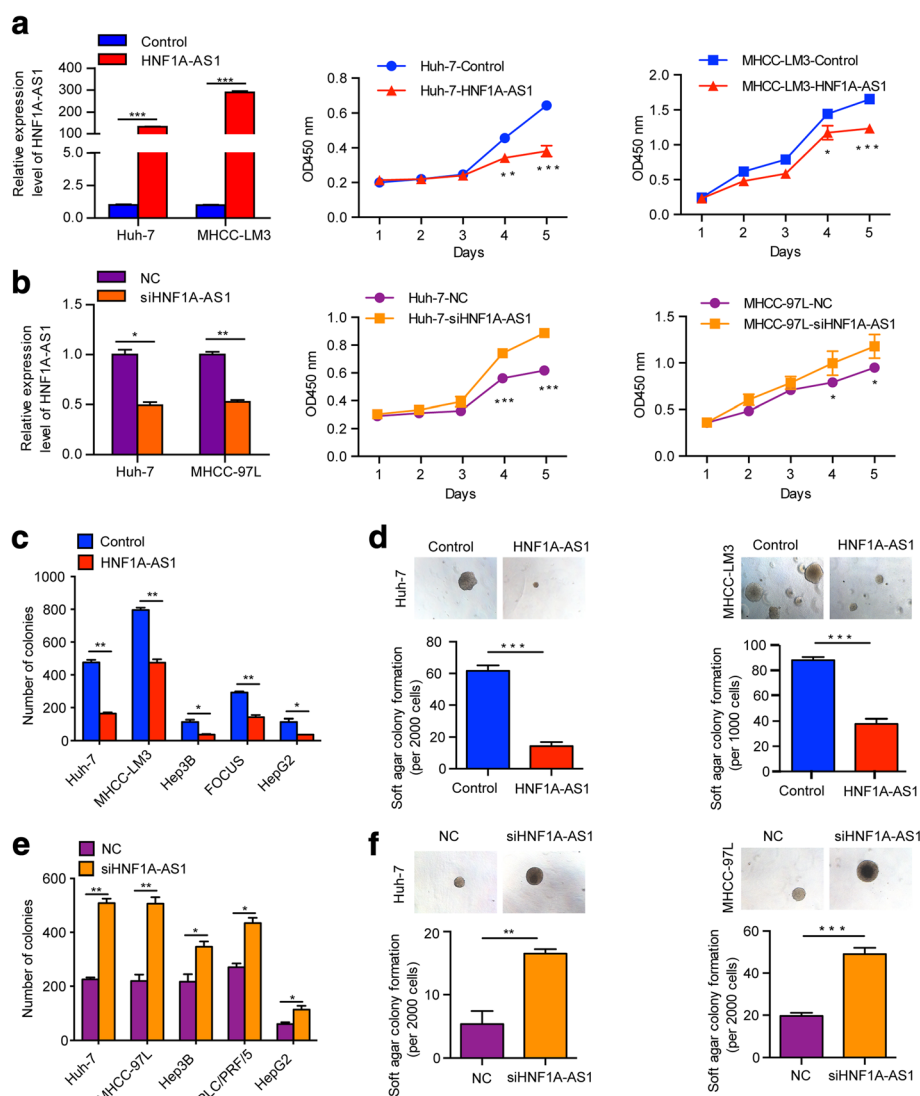 a
Control
HNF1A-AS1
Relative expression
level of HNF1A-AS1
400
300
200
100
5.0
0.0
***
***
Huh-7
MHCC-LM3
Huh-7-Control
Huh-7-HNF1A-AS1
OD450 nm
0.8
0.6
0.4
0.2
0.0
**
***
1 2 3 4 5
Days
MHCC-LM3-Control
MHCC-LM3-HNF1A-AS1
OD450 nm
2.0
1.5
1.0
0.5
0.0
*
***
1 2 3 4 5
Days
b
NC
siHNF1A-AS1
Relative expression
level of HNF1A-AS1
1.5
1.0
0.5
0.0
*
**
Huh-7
MHCC-97L
Huh-7-NC
Huh-7-siHNF1A-AS1
OD450 nm
1.0
0.8
0.6
0.4
0.2
***
***
1 2 3 4 5
Days
MHCC-97L-NC
MHCC-97L-siHNF1A-AS1
OD450 nm
1.5
1.0
0.5
0.0
*
*
1 2 3 4 5
Days
c
Control
HNF1A-AS1
Number of colonies
1000
800
600
400
200
0
**
**
*
**
*
Huh-7
MHCC-LM3
Hep3B
FOCUS
HepG2
d
Control
HNF1A-AS1
Huh-7
Soft agar colony formation
(per 2000 cells)
80
60
40
20
0
***
Control
HNF1A-AS1
Control
HNF1A-AS1
MHCC-LM3
Soft agar colony formation
(per 1000 cells)
100
80
60
40
20
0
***
Control
HNF1A-AS1
e
NC
siHNF1A-AS1
Number of colonies
600
400
200
0
**
**
*
*
*
Huh-7
MHCC-97L
Hep3B
PLC/PRF/5
HepG2
f
NC
siHNF1A-AS1
Huh-7
Soft agar colony formation
(per 2000 cells)
20
15
10
5
0
**
NC
siHNF1A-AS1
NC
siHNF1A-AS1
MHCC-97L
Soft agar colony formation
(per 2000 cells)
60
40
20
0
***
NC
siHNF1A-AS1